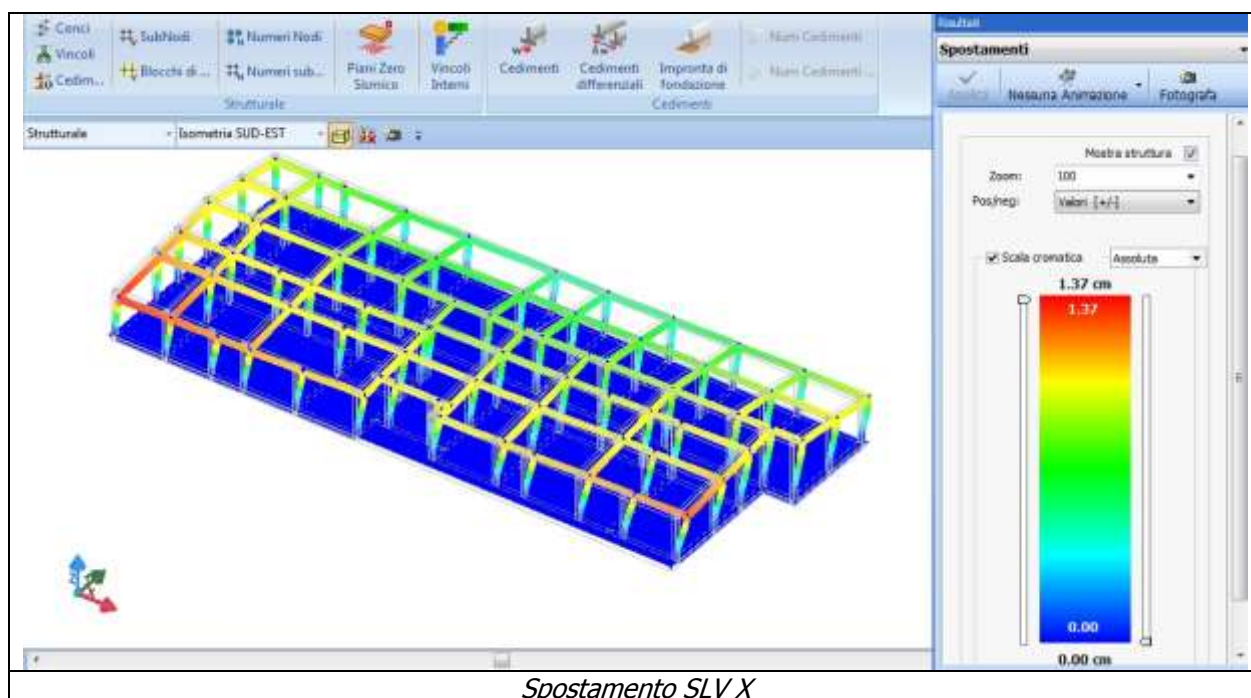 Conci
Vincoli
Cedim...
SubNodi
Blocchi di ...
Numeri Nodi
Numeri sub...
Piani Zero Sismico
Vincoli Interni
Strutturale
Cedimenti
Cedimenti differenziali
Impronta di fondazione
Num Cedimenti
Num Cedimenti ...
Cedimenti
Strutturale
Isometria SUD-EST
Risultati
Spostamenti
Applica
Nessuna Animazione
Fotografa
Mostra struttura
Zoom:
100
Pos/neg:
Valori [+/-]
Scala cromatica
Assoluta
1.37 cm
1.37
0.00
0.00 cm
Spostamento SLV X